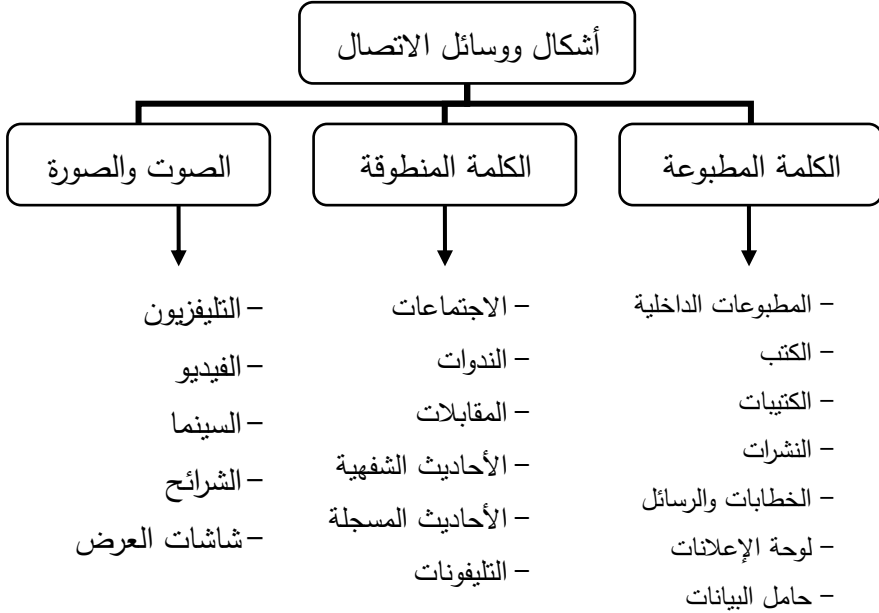 أشكال ووسائل الاتصال
الكلمة المطبوعة
– المطبوعات الداخلية
– الكتب
– الكتيبات
– النشرات
– الخطابات والرسائل
– لوحة الإعلانات
– حامل البيانات
الكلمة المنطوقة
– الاجتماعات
– الندوات
– المقابلات
– الأحاديث الشفهية
– الأحاديث المسجلة
– التليفونات
الصوت والصورة
– التليفزيون
– الفيديو
– السينما
– الشرائح
– شاشات العرض